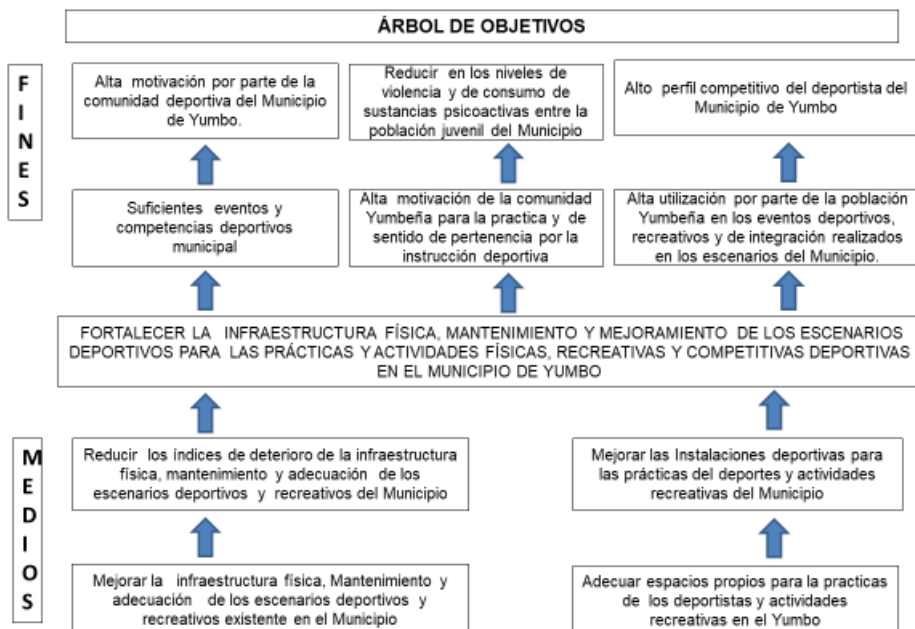 ÁRBOL DE OBJETIVOS
FINES
Alta motivación por parte de la
comunidad deportiva del Municipio
de Yumbo.
Reducir en los niveles de
violencia y de consumo de
sustancias psicoactivas entre la
población juvenil del Municipio
Alto perfil competitivo del deportista del
Municipio de Yumbo
Suficientes eventos y
competencias deportivos
municipal
Alta motivación de la comunidad
Yumbeña para la practica y de
sentido de pertenencia por la
instrucción deportiva
Alta utilización por parte de la población
Yumbeña en los eventos deportivos,
recreativos y de integración realizados
en los escenarios del Municipio.
FORTALECER LA INFRAESTRUCTURA FÍSICA, MANTENIMIENTO Y MEJORAMIENTO DE LOS ESCENARIOS
DEPORTIVOS PARA LAS PRÁCTICAS Y ACTIVIDADES FÍSICAS, RECREATIVAS Y COMPETITIVAS DEPORTIVAS
EN EL MUNICIPIO DE YUMBO
MEDIOS
Reducir los índices de deterioro de la infraestructura
física, mantenimiento y adecuación de los
escenarios deportivos y recreativos del Municipio
Mejorar las Instalaciones deportivas para
las prácticas del deportes y actividades
recreativas del Municipio
Mejorar la infraestructura física, Mantenimiento y
adecuación de los escenarios deportivos y
recreativos existente en el Municipio
Adecuar espacios propios para la practicas
de los deportistas y actividades
recreativas en el Yumbo